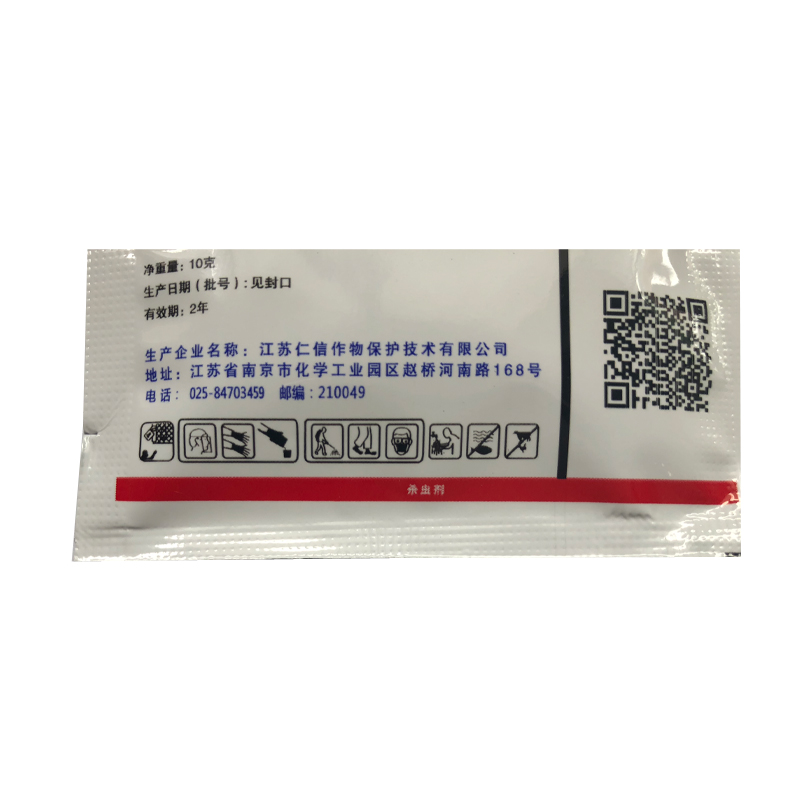 净重量：10克
生产日期（批号）：见封口
有效期：2年
生产企业名称：江苏仁信作物保护技术有限公司
地址：江苏省南京市化学工业园区赵桥河南路168号
电话：025-84703459 邮编：210049
杀虫剂